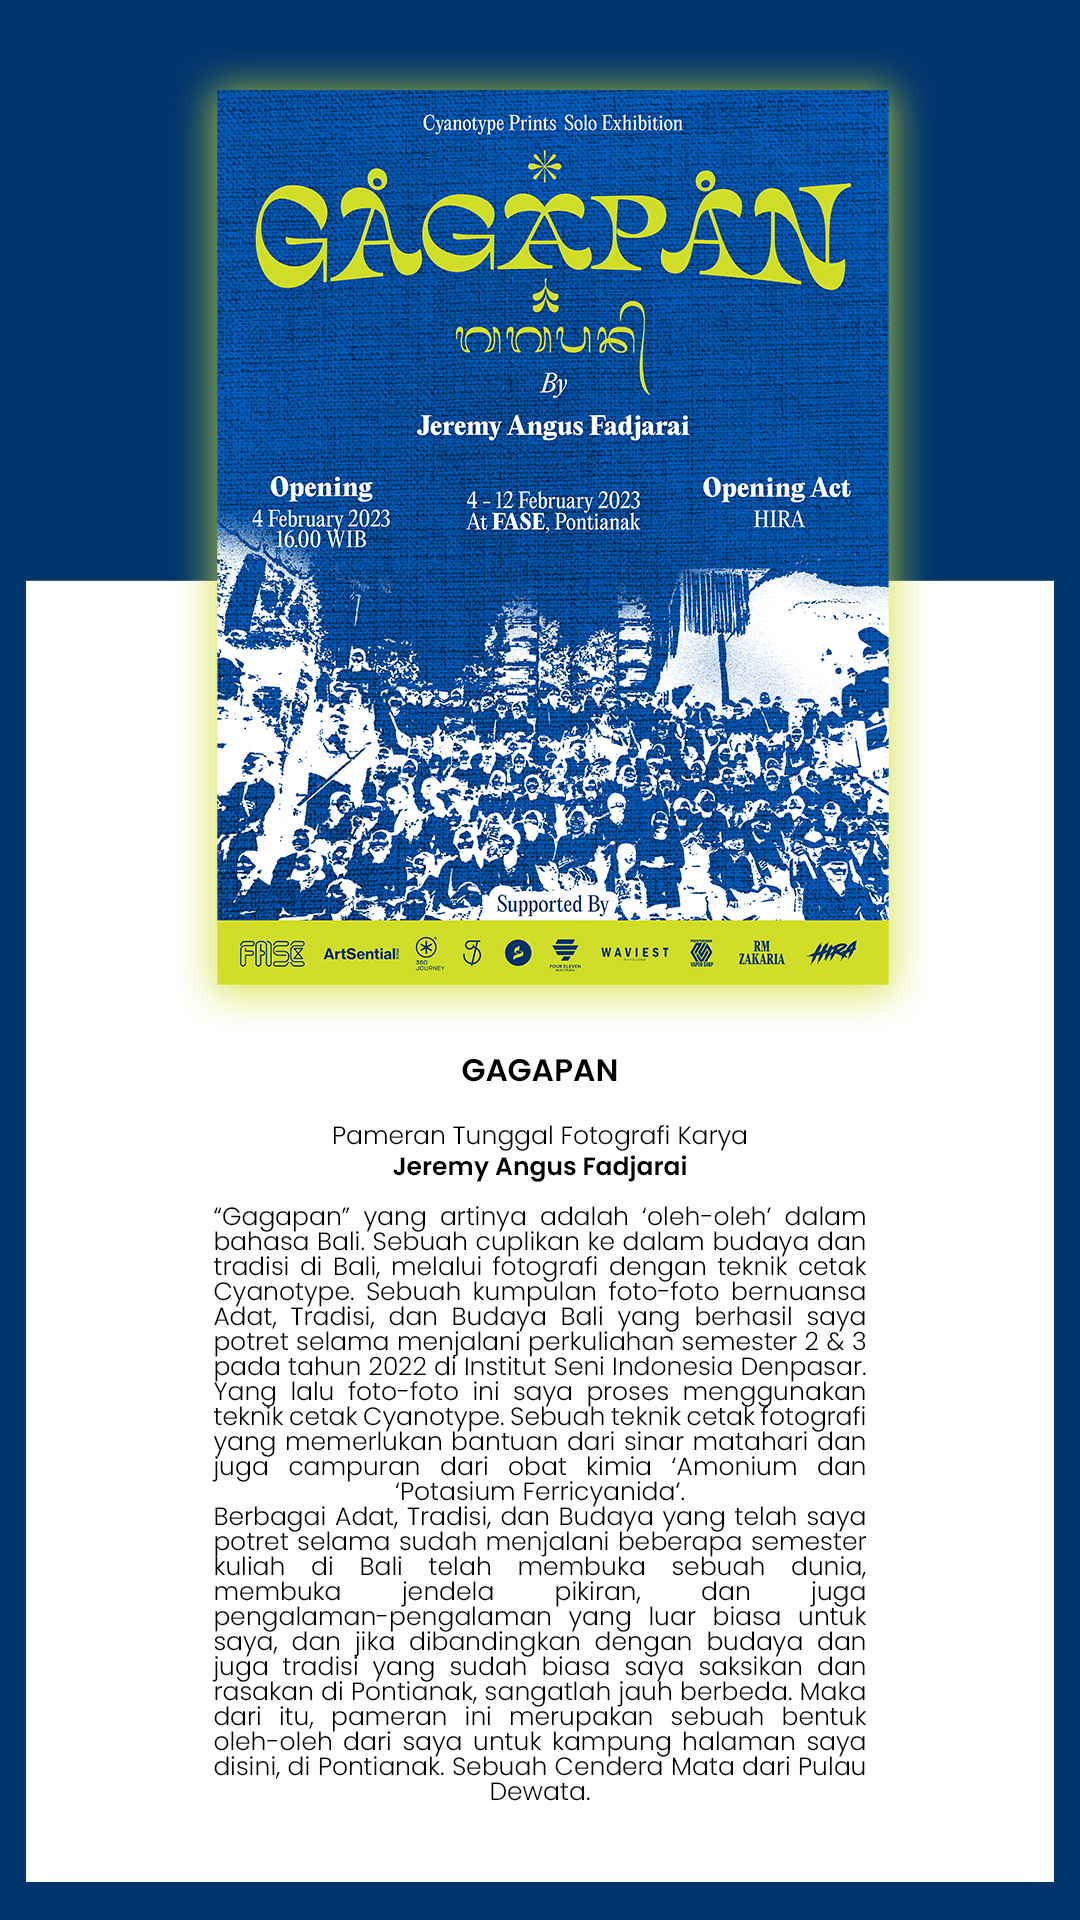 Cyanotype Prints Solo Exhibition
GAGAPAN
ᬕᬕᬧᬦ᭄
By
Jeremy Angus Fadjarai
Opening
4 February 2023
16.00 WIB
4 - 12 February 2023
At FASE, Pontianak
Opening Act
HIRA
Supported By
FASE
ArtSential
360
JOURNEY
FOUR ELEVEN
WAVIEST
PONTIANAK
VAPOR SHOP
RM
ZAKARIA
HIRA
GAGAPAN
Pameran Tunggal Fotografi Karya
Jeremy Angus Fadjarai
“Gagapan” yang artinya adalah ‘oleh-oleh’ dalam
bahasa Bali. Sebuah cuplikan ke dalam budaya dan
tradisi di Bali, melalui fotografi dengan teknik cetak
Cyanotype. Sebuah kumpulan foto-foto bernuansa
Adat, Tradisi, dan Budaya Bali yang berhasil saya
potret selama menjalani perkuliahan semester 2 & 3
pada tahun 2022 di Institut Seni Indonesia Denpasar.
Yang lalu foto-foto ini saya proses menggunakan
teknik cetak Cyanotype. Sebuah teknik cetak fotografi
yang memerlukan bantuan dari sinar matahari dan
juga campuran dari obat kimia ‘Amonium dan
‘Potasium Ferricyanida’.
Berbagai Adat, Tradisi, dan Budaya yang telah saya
potret selama sudah menjalani beberapa semester
kuliah di Bali telah membuka sebuah dunia,
membuka jendela pikiran, dan juga
pengalaman-pengalaman yang luar biasa untuk
saya, dan jika dibandingkan dengan budaya dan
juga tradisi yang sudah biasa saya saksikan dan
rasakan di Pontianak, sangatlah jauh berbeda. Maka
dari itu, pameran ini merupakan sebuah bentuk
oleh-oleh dari saya untuk kampung halaman saya
disini, di Pontianak. Sebuah Cendera Mata dari Pulau
Dewata.